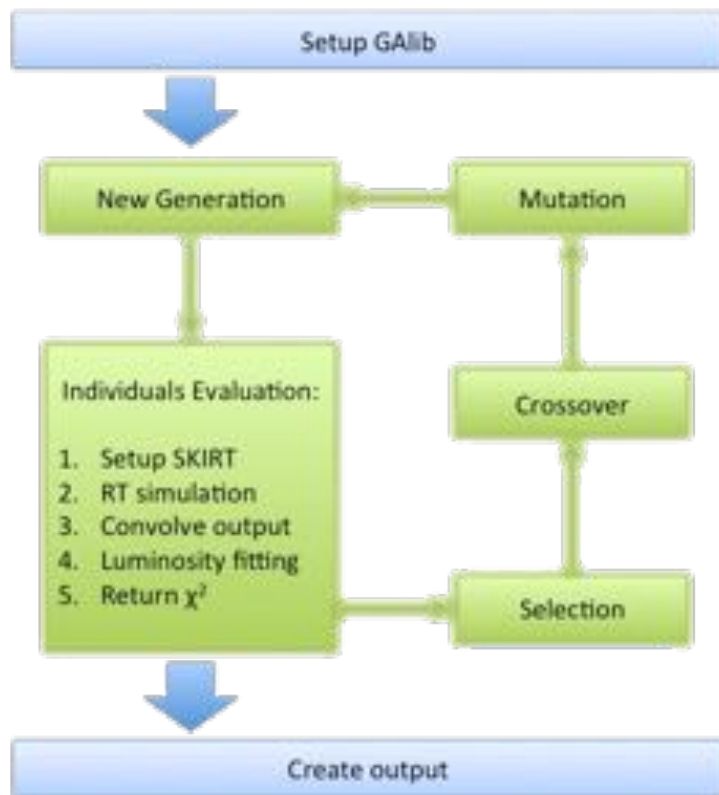 Setup GAlib
New Generation
Mutation
Individuals Evaluation:
1. Setup SKIRT
2. RT simulation
3. Convolve output
4. Luminosity fitting
5. Return χ²
Crossover
Selection
Create output